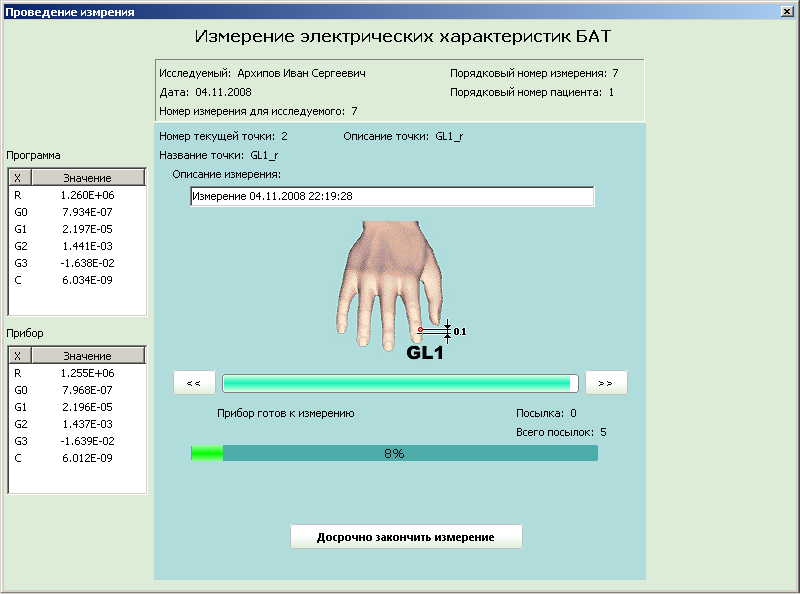 Проведение измрения
Измерение электрических характеристик БАТ
Исследуемый: Архипов Иван Сергеевич Порядковый номер измерения: 7
Дата: 04.11.2008 Порядковый номер пациента: 1
Номер измерения для исследуемого: 7
Номер текущей точки: 2 Описание точки: GL1_r
Название точки: GL1_r
Описание измерения:
Измерение 04.11.2008 22:19:28
Программа
X Значение
R 1.260E+06
G0 7.934E-07
G1 2.197E-05
G2 1.441E-03
G3 -1.638E-02
C 6.034E-09
Прибор
X Значение
R 1.255E+06
G0 7.968E-07
G1 2.196E-05
G2 1.437E-03
G3 -1.639E-02
C 6.012E-09
0.1
GL1
<< >>
Прибор готов к измерению Посылка: 0
Всего посылок: 5
8%
Досрочно закончить измерение